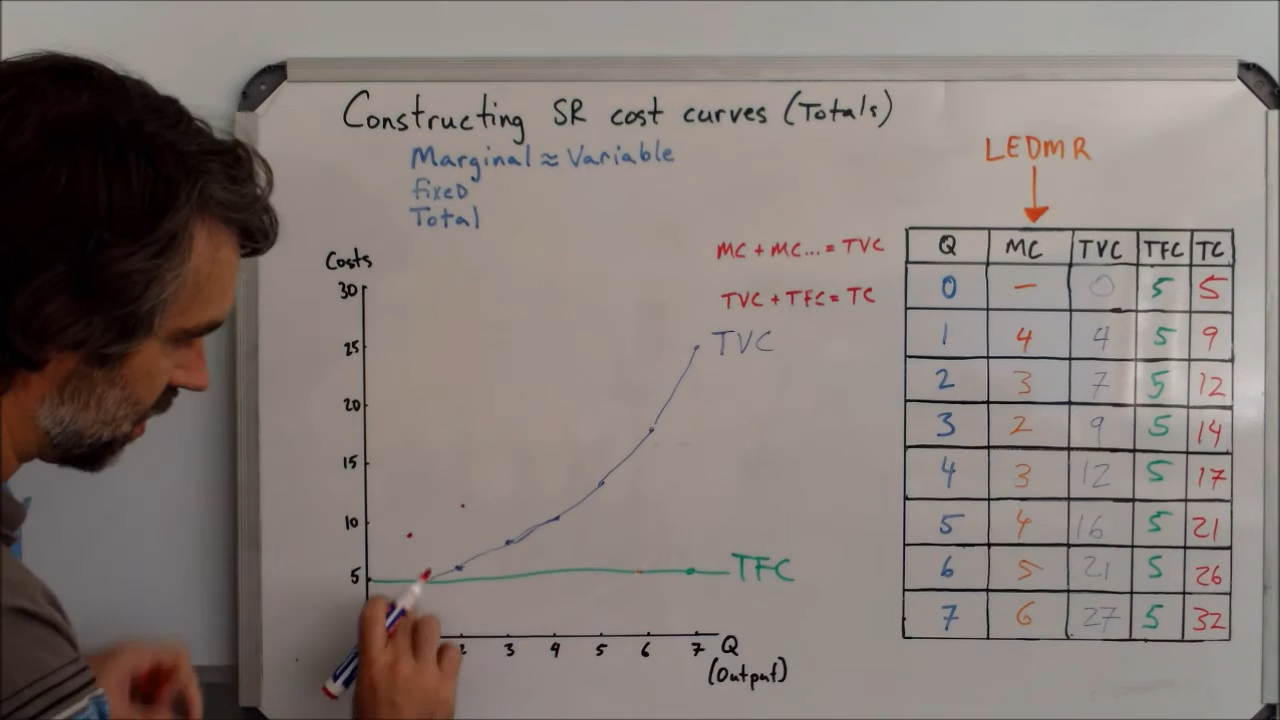 Constructing SR cost curves (Totals)
Marginal ≈ Variable
fixed
Total
LEDMR
MC + MC... = TVC
TVC + TFC = TC
Costs
30
25
20
15
10
5
TVC
TFC
2 3 4 5 6 7 Q
(Output)
Q MC TVC TFC TC
0 – 0 5 5
1 4 4 5 9
2 3 7 5 12
3 2 9 5 14
4 3 12 5 17
5 4 16 5 21
6 5 21 5 26
7 6 27 5 32